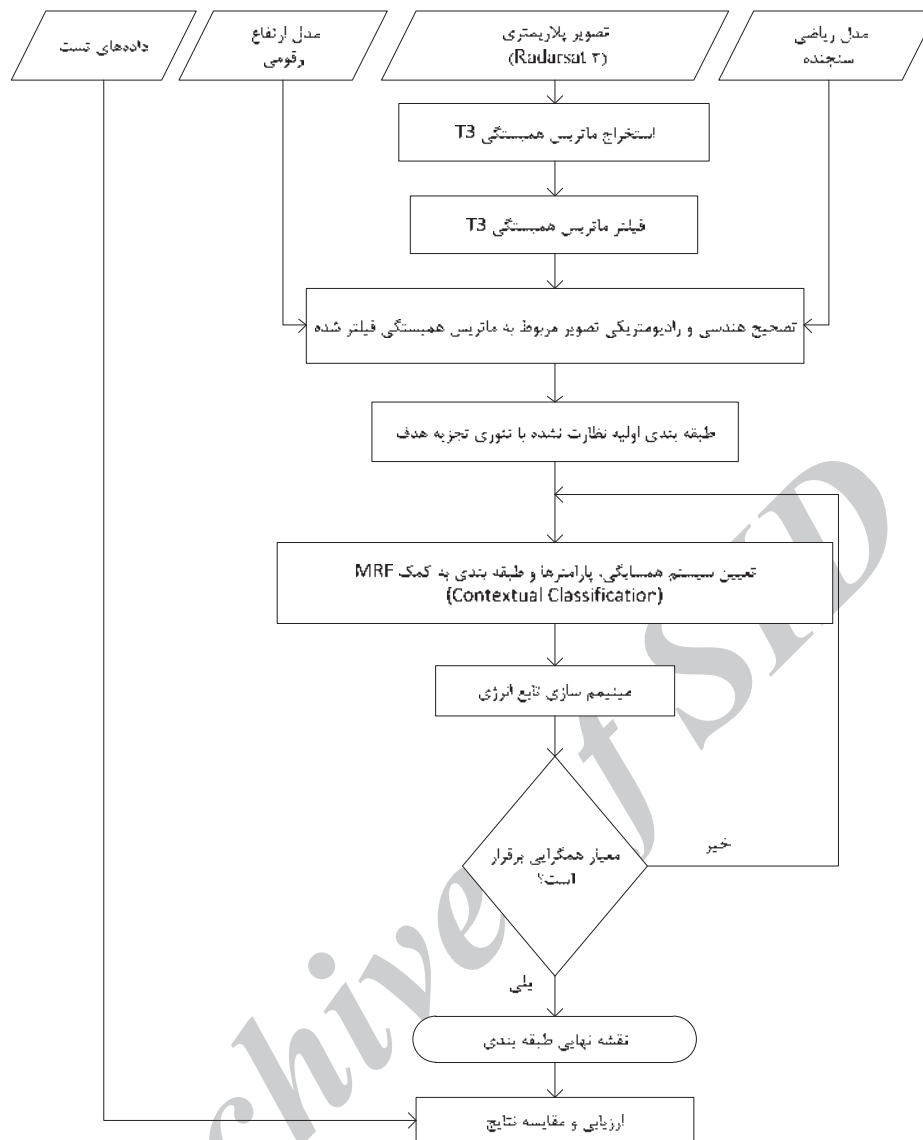 مدل ریاضی
سنجنده
تصویر پلاریمتری
(Radarsat ۲)
مدل ارتفاع
رقومی
داده‌های تست
استخراج ماتریس همبستگی T3
فیلتر ماتریس همبستگی T3
تصحیح هندسی و رادیومتریکی تصویر مربوط به ماتریس همبستگی فیلتر شده
طبقه بندی اولیه نظارت نشده با تئوری تجزیه هدف
تعیین سیستم همسایگی، پارامترها و طبقه بندی به کمک MRF
(Contextual Classification)
مینیمم سازی تابع انرژی
معیار همگرایی برقرار
است؟
خیر
بلی
نقشه نهایی طبقه بندی
ارزیابی و مقایسه نتایج
Archive of SID